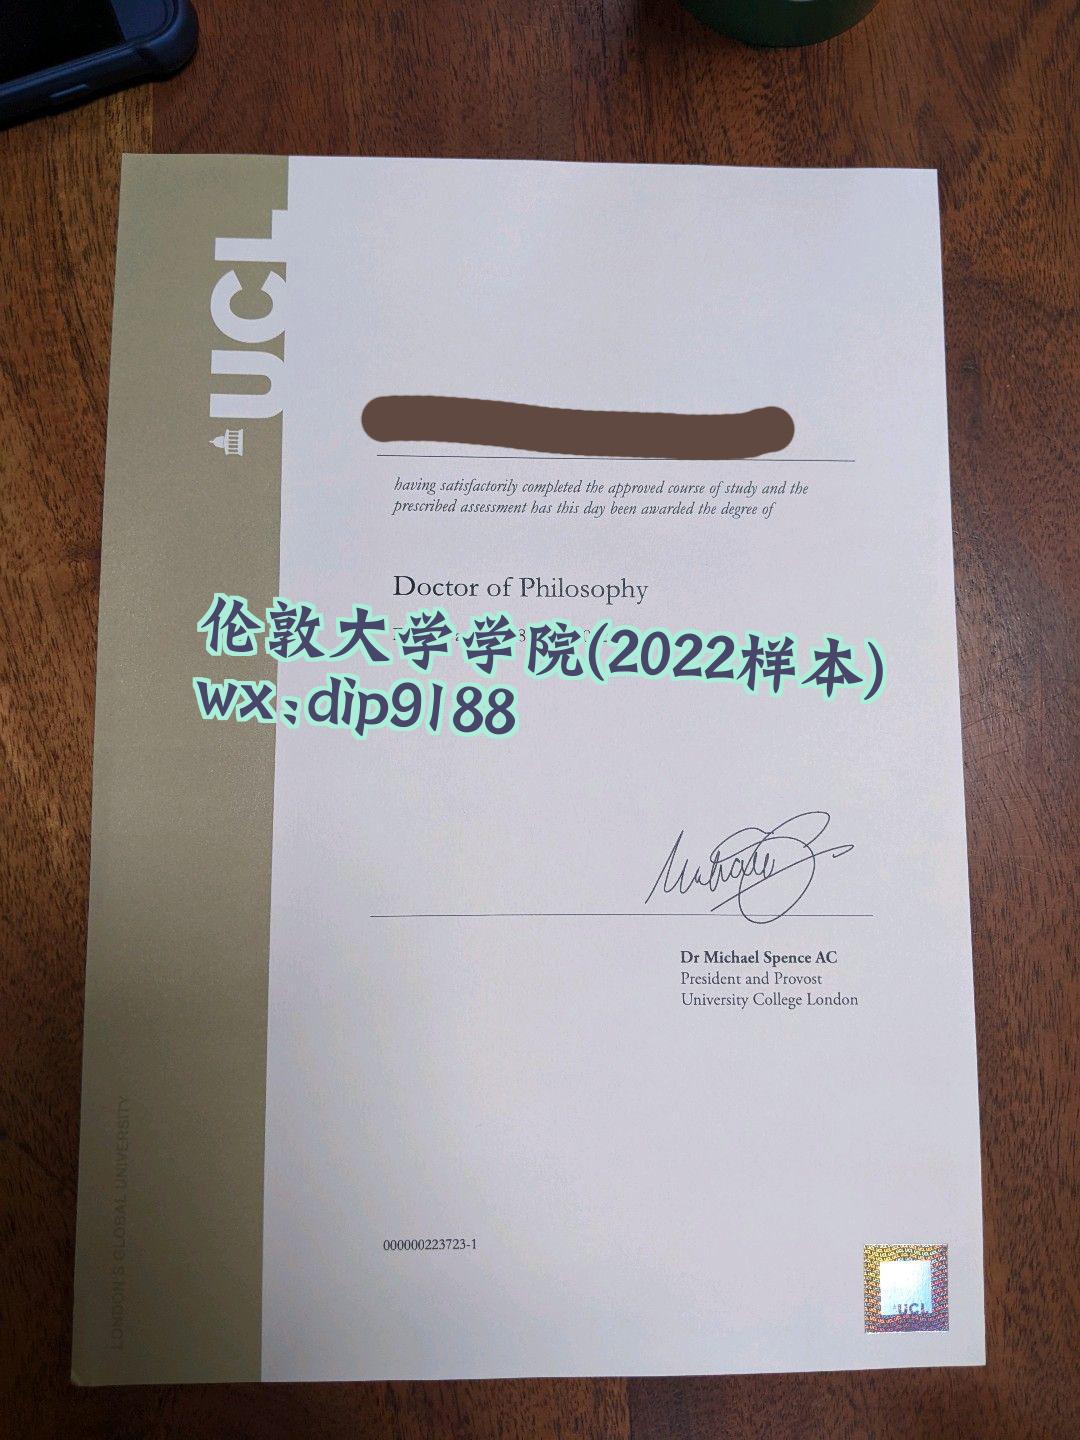 UCL
having satisfactorily completed the approved course of study and the
prescribed assessment has this day been awarded the degree of
Doctor of Philosophy
伦敦大学学院(2022样本)
wx:dip9188
Dr Michael Spence AC
President and Provost
University College London
LONDON'S GLOBAL UNIVERSITY
000000223723-1
UCL